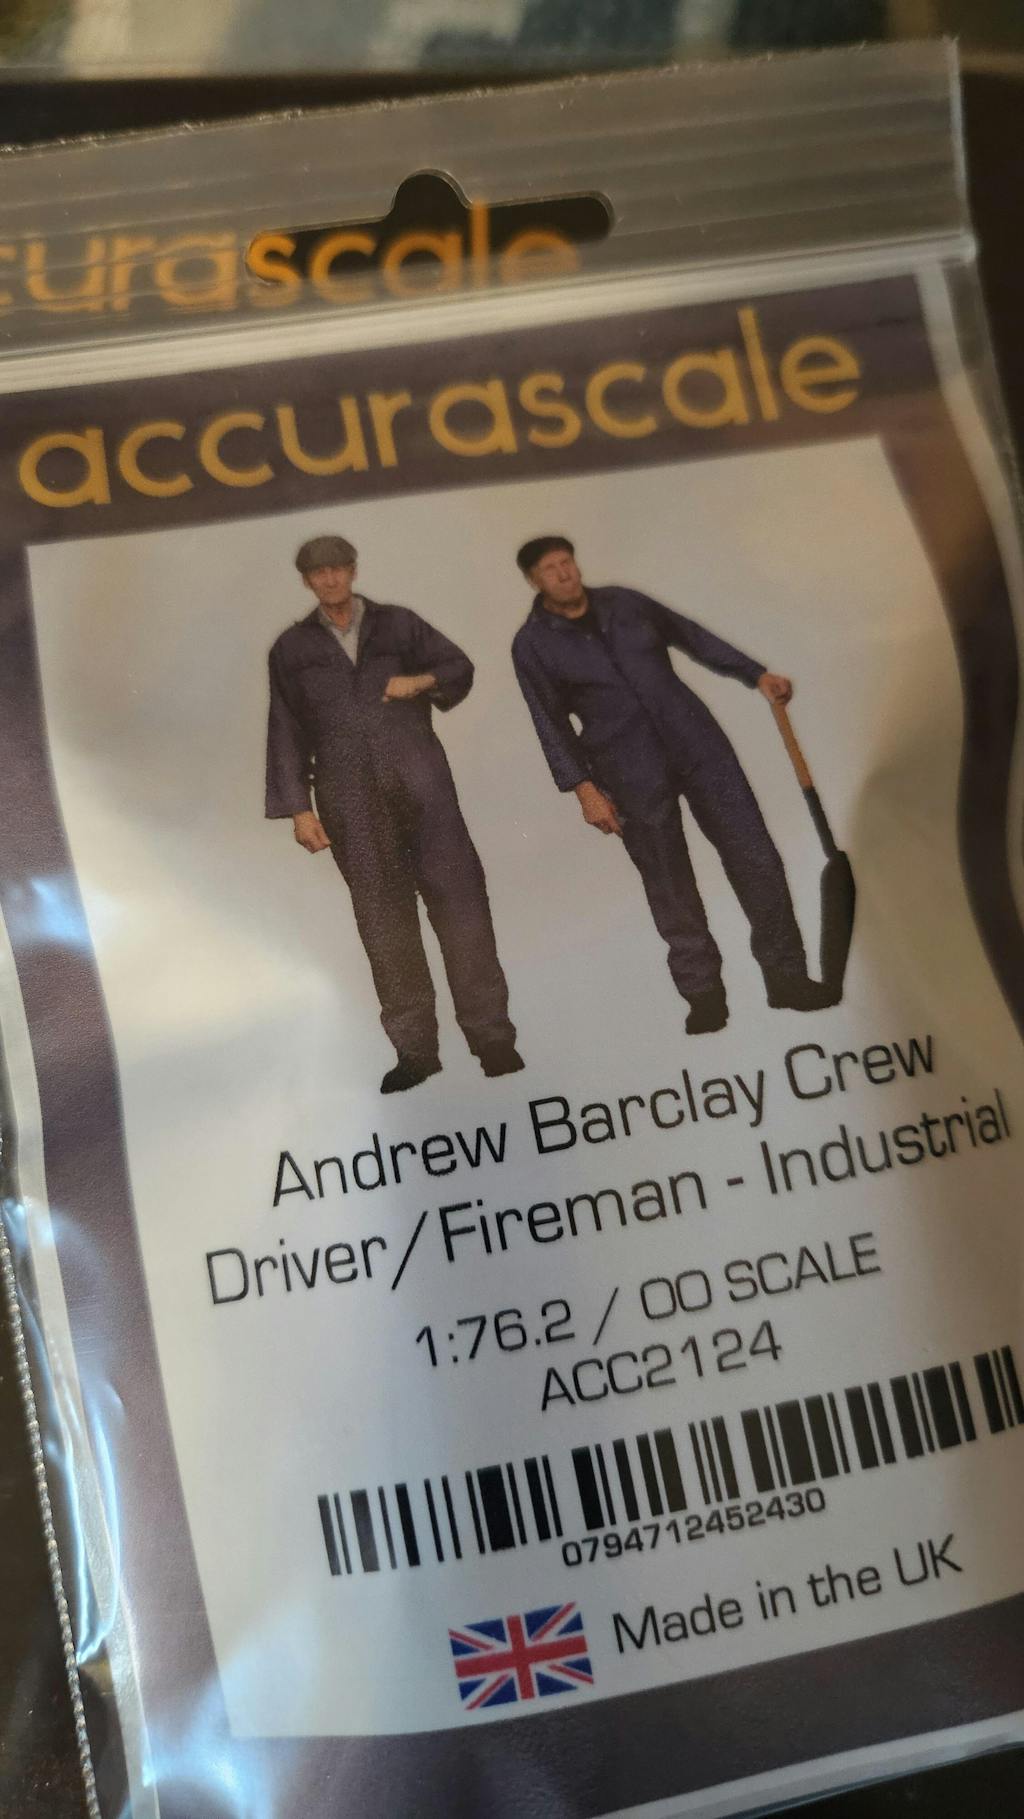 curascale
accurascale
Andrew Barclay Crew
Driver/Fireman - Industrial
1:76.2 / OO SCALE
ACC2124
0794712452430
Made in the UK